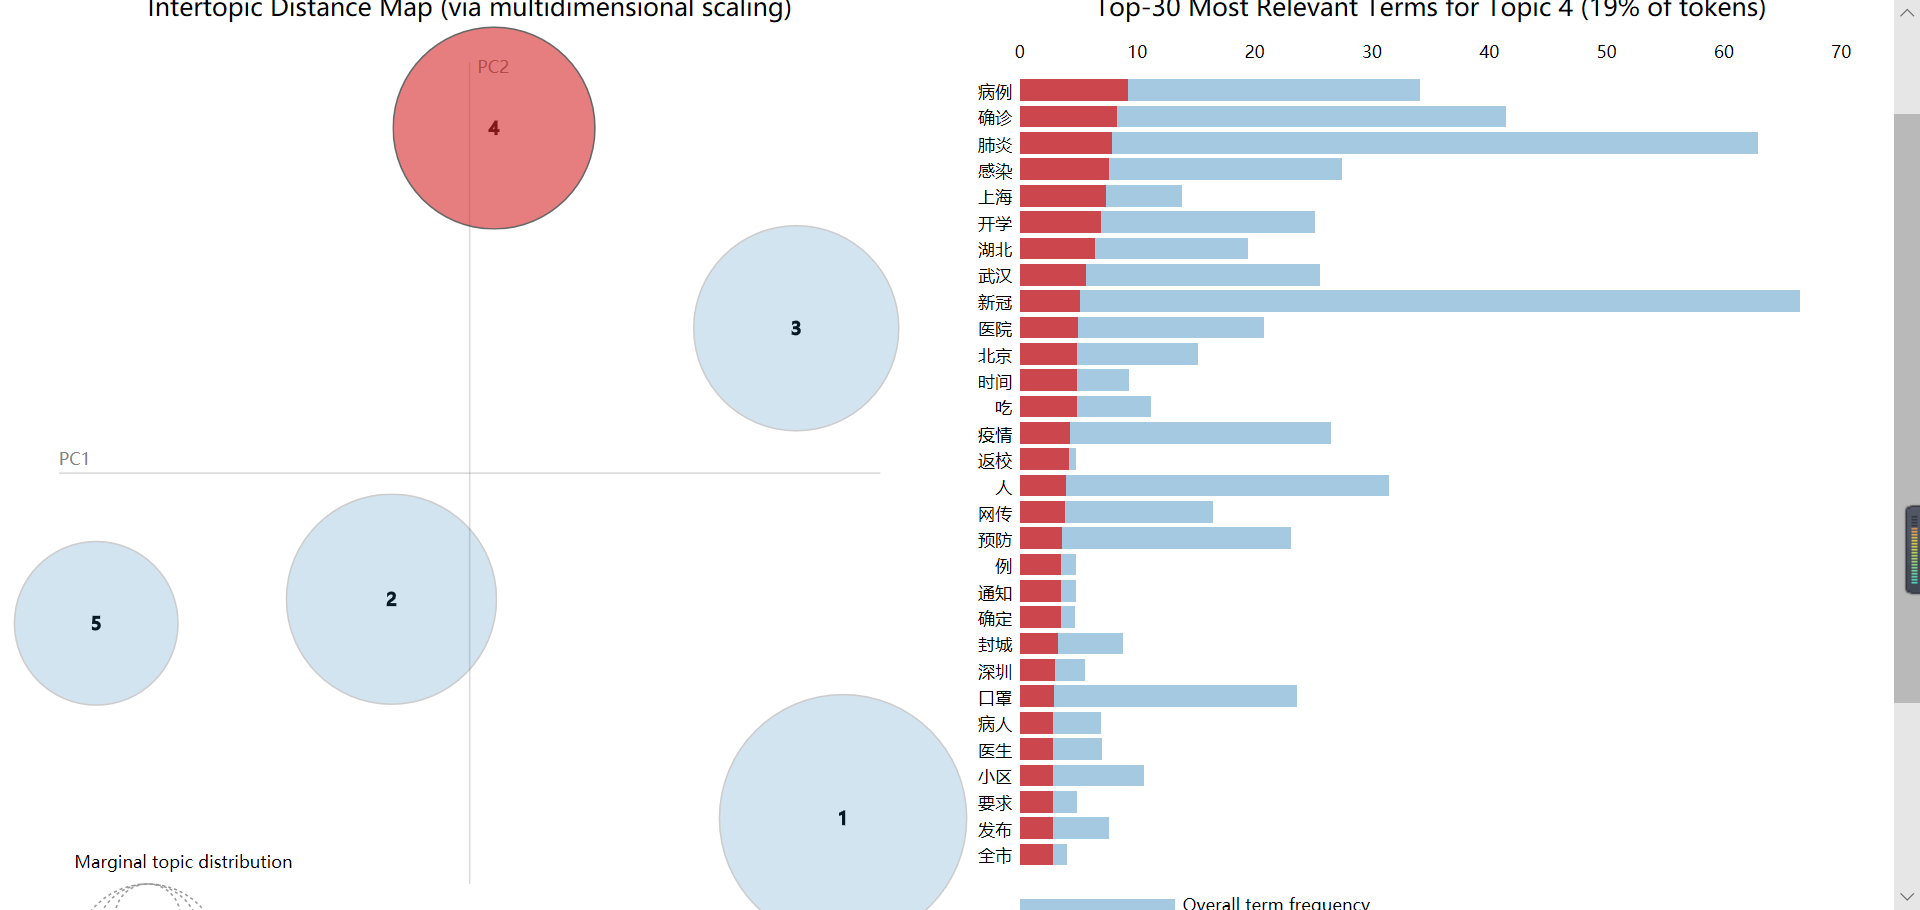 Intertopic Distance Map (via multidimensional scaling)
PC2
4
3
PC1
2
5
1
Marginal topic distribution
Top-30 Most Relevant Terms for Topic 4 (19% of tokens)
0 10 20 30 40 50 60 70
病例
确诊
肺炎
感染
上海
开学
湖北
武汉
新冠
医院
北京
时间
吃
疫情
返校
人
网传
预防
例
通知
确定
封城
深圳
口罩
病人
医生
小区
要求
发布
全市
Overall term frequency